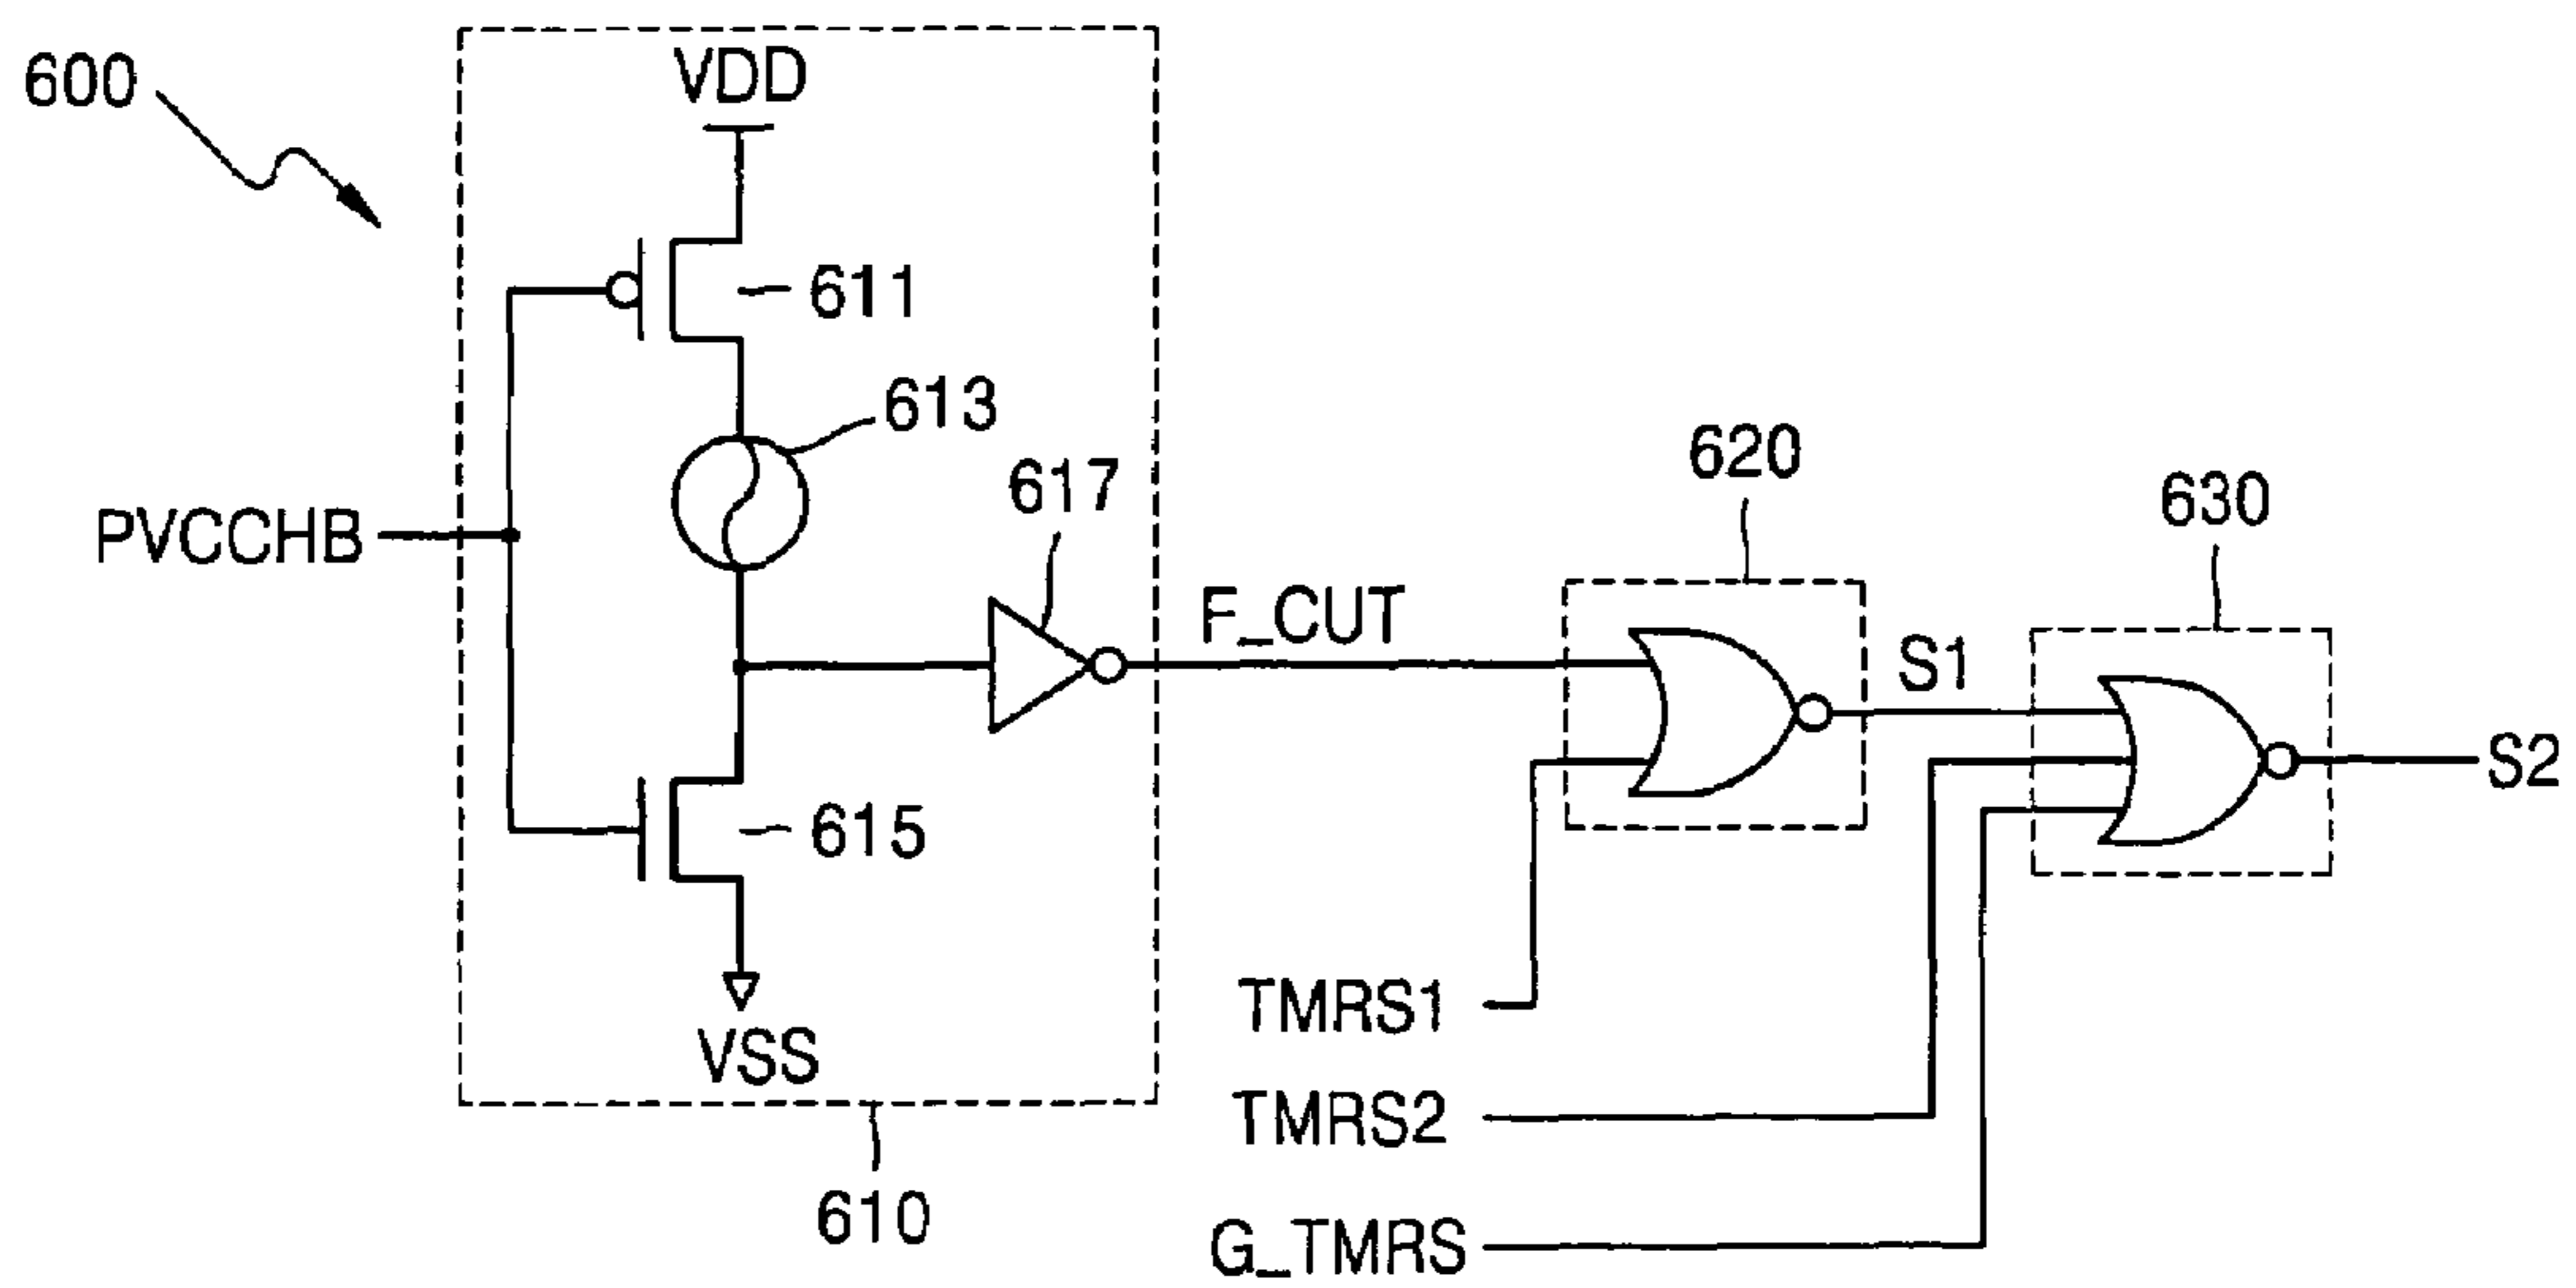 600
VDD
611
613
617
PVCCHB
F_CUT
620
S1
630
S2
615
VSS
610
TMRS1
TMRS2
G_TMRS